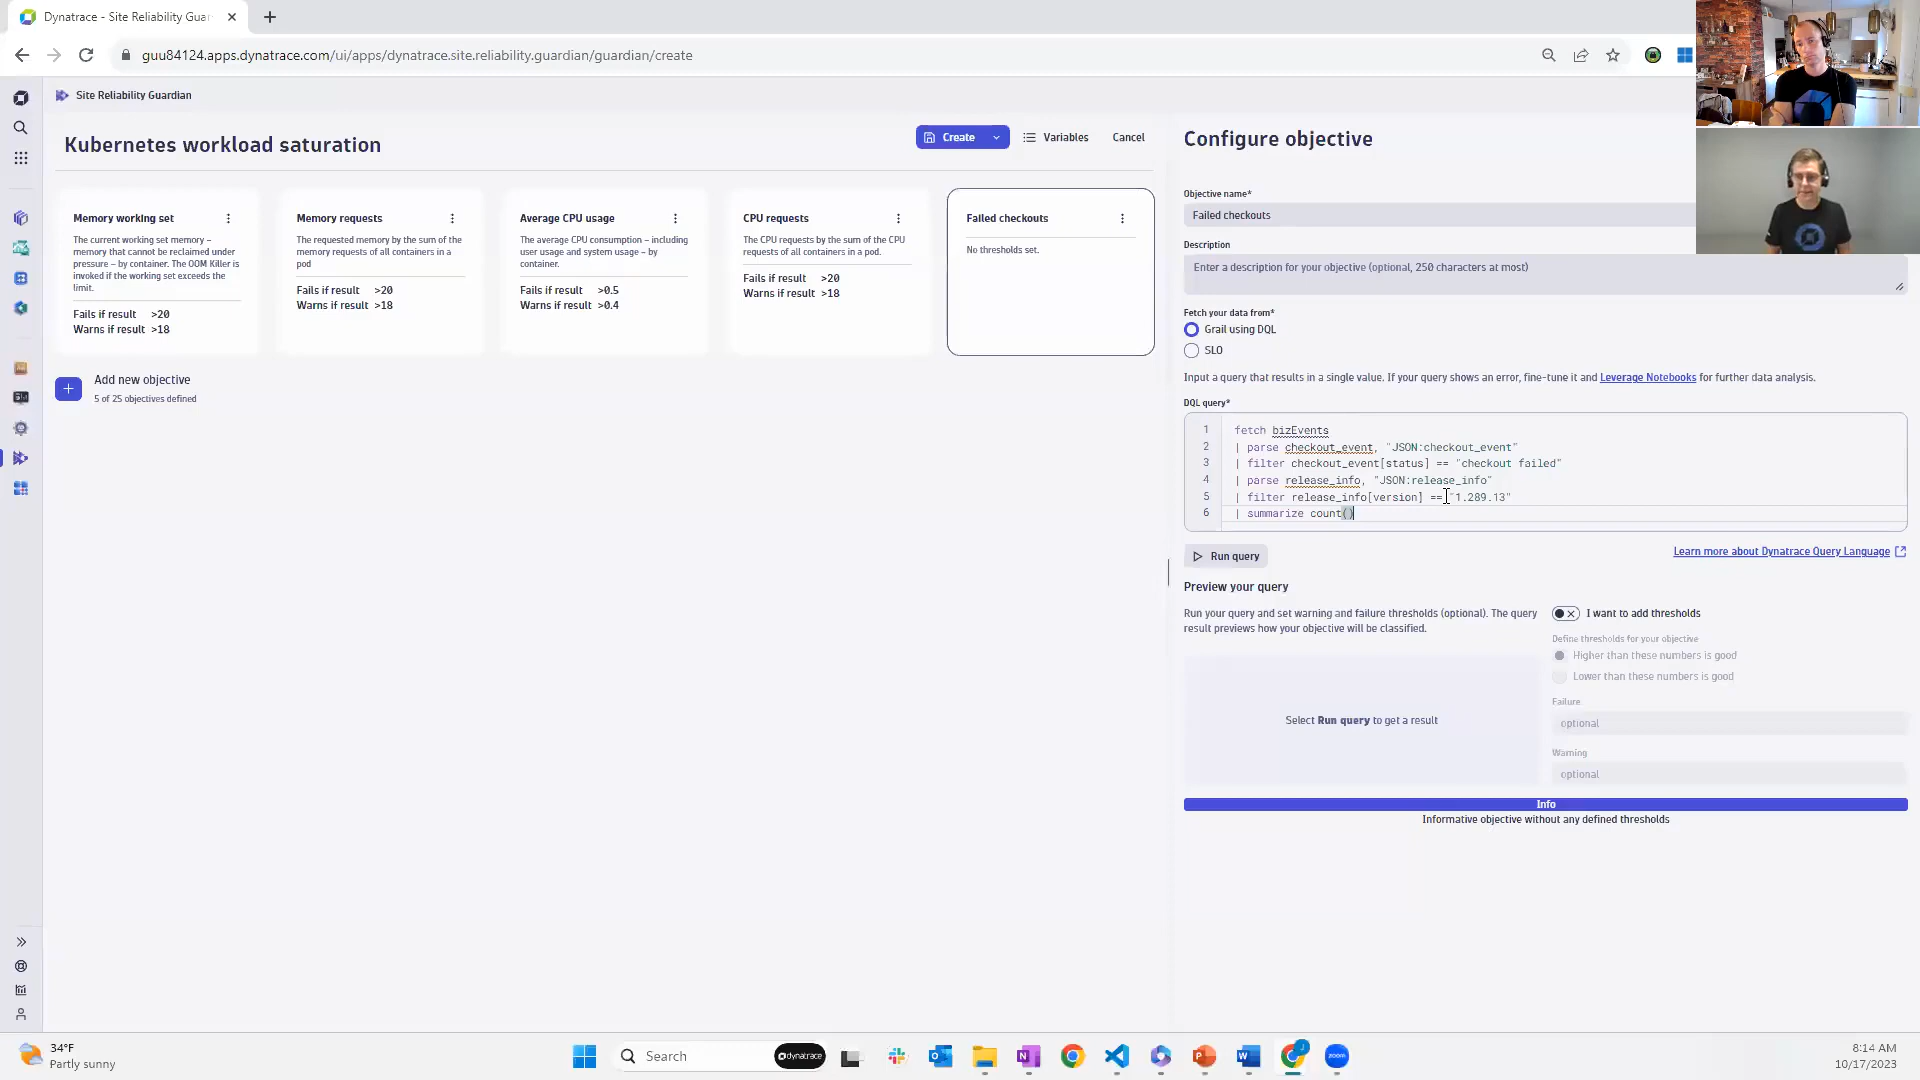 Dynatrace - Site Reliability Gua
guu84124.apps.dynatrace.com/ui/apps/dynatrace.site.reliability.guardian/guardian/create
Site Reliability Guardian
Kubernetes workload saturation
Create
Variables
Cancel
Memory working set
The current working set memory –
memory that cannot be reclaimed under
pressure – by container. The OOM Killer is
invoked if the working set exceeds the
limit.
Fails if result >20
Warns if result >18
Memory requests
The requested memory by the sum of the
memory requests of all containers in a
pod
Fails if result >20
Warns if result >18
Average CPU usage
The average CPU consumption – including
user usage and system usage – by
container.
Fails if result >0.5
Warns if result >0.4
CPU requests
The CPU requests by the sum of the CPU
requests of all containers in a pod.
Fails if result >20
Warns if result >18
Failed checkouts
No thresholds set.
Add new objective
5 of 25 objectives defined
Configure objective
Objective name*
Failed checkouts
Description
Enter a description for your objective (optional, 250 characters at most)
Fetch your data from*
Grail using DQL
SLO
Input a query that results in a single value. If your query shows an error, fine-tune it and Leverage Notebooks for further data analysis.
DQL query*
1 fetch bizEvents
2 | parse checkout_event, "JSON:checkout_event"
3 | filter checkout_event[status] == "checkout failed"
4 | parse release_info, "JSON:release_info"
5 | filter release_info[version] == "1.289.13"
6 | summarize count()
Run query
Learn more about Dynatrace Query Language
Preview your query
Run your query and set warning and failure thresholds (optional). The query
result previews how your objective will be classified.
Select Run query to get a result
I want to add thresholds
Define thresholds for your objective
Higher than these numbers is good
Lower than these numbers is good
Failure
optional
Warning
optional
Info
Informative objective without any defined thresholds
34°F
Partly sunny
Search
dynatrace
zoom
8:14 AM
10/17/2023